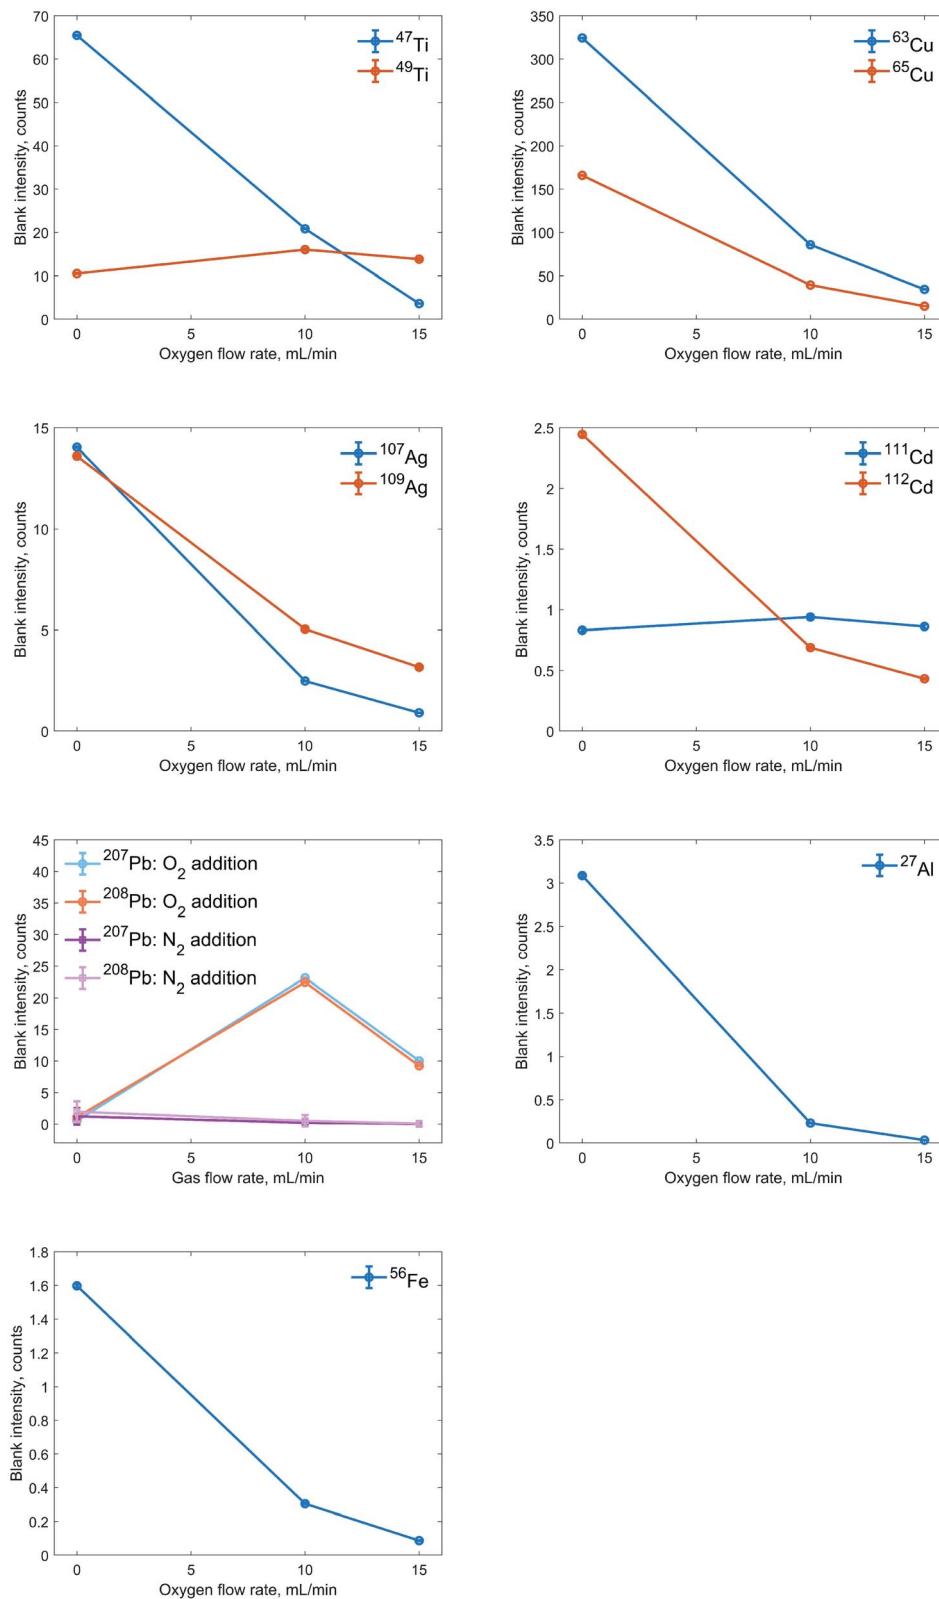 70
60
50
40
30
20
10
0
Blank intensity, counts
⁴⁷Ti
⁴⁹Ti
0 5 10 15
Oxygen flow rate, mL/min
350
300
250
200
150
100
50
0
Blank intensity, counts
⁶³Cu
⁶⁵Cu
0 5 10 15
Oxygen flow rate, mL/min
15
10
5
0
Blank intensity, counts
¹⁰⁷Ag
¹⁰⁹Ag
0 5 10 15
Oxygen flow rate, mL/min
2.5
2
1.5
1
0.5
0
Blank intensity, counts
¹¹¹Cd
¹¹²Cd
0 5 10 15
Oxygen flow rate, mL/min
45
40
35
30
25
20
15
10
5
0
Blank intensity, counts
²⁰⁷Pb: O₂ addition
²⁰⁸Pb: O₂ addition
²⁰⁷Pb: N₂ addition
²⁰⁸Pb: N₂ addition
0 5 10 15
Gas flow rate, mL/min
3.5
3
2.5
2
1.5
1
0.5
0
Blank intensity, counts
²⁷Al
0 5 10 15
Oxygen flow rate, mL/min
1.8
1.6
1.4
1.2
1
0.8
0.6
0.4
0.2
0
Blank intensity, counts
⁵⁶Fe
0 5 10 15
Oxygen flow rate, mL/min